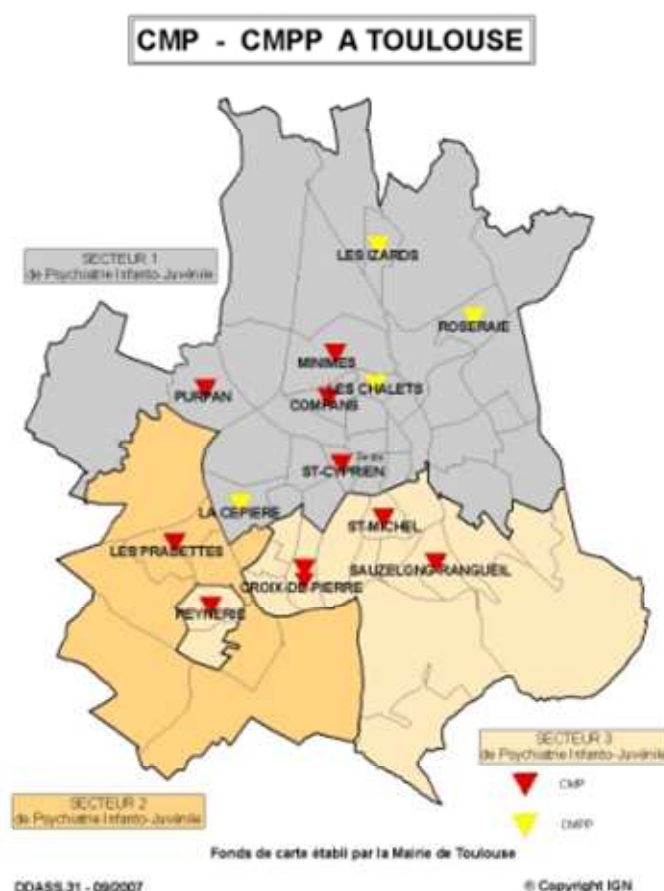 CMP - CMPP A TOULOUSE
LES IZARDS
SECTEUR 1
de Psychiatrie Infanto-Juvénile
ROSERAIE
MINIMES
PURPAN
LES CHALETS
COMPANS
ST-CYPRIEN
LA CEPIERE
ST-MICHEL
LES PRADETTES
SAUZELONG-RANGUEIL
CROIX-DE-PIERRE
REYNERIE
SECTEUR 3
de Psychiatrie Infanto-Juvénile
CMP
SECTEUR 2
de Psychiatrie Infanto-Juvénile
CMPP
Fonds de carte établi par la Mairie de Toulouse
DDASS.31 - 09/2007
© Copyright IGN